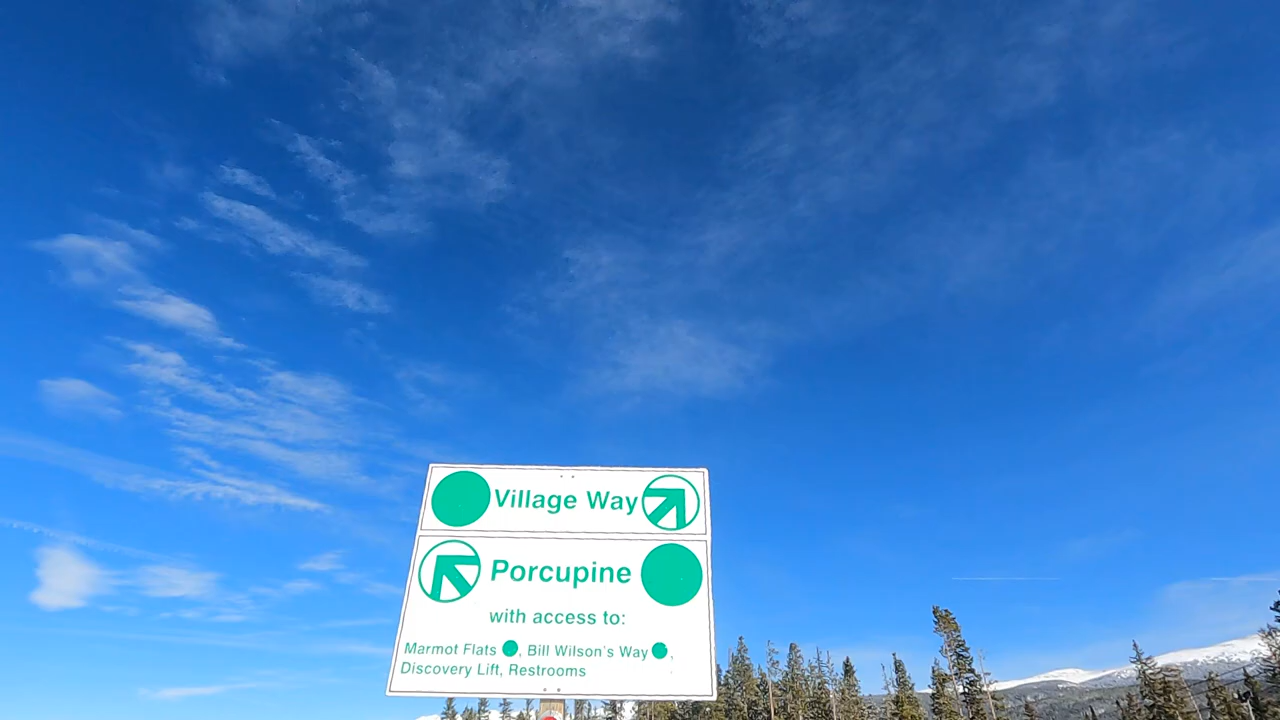 Village Way
Porcupine
with access to:
Marmot Flats , Bill Wilson's Way ,
Discovery Lift, Restrooms